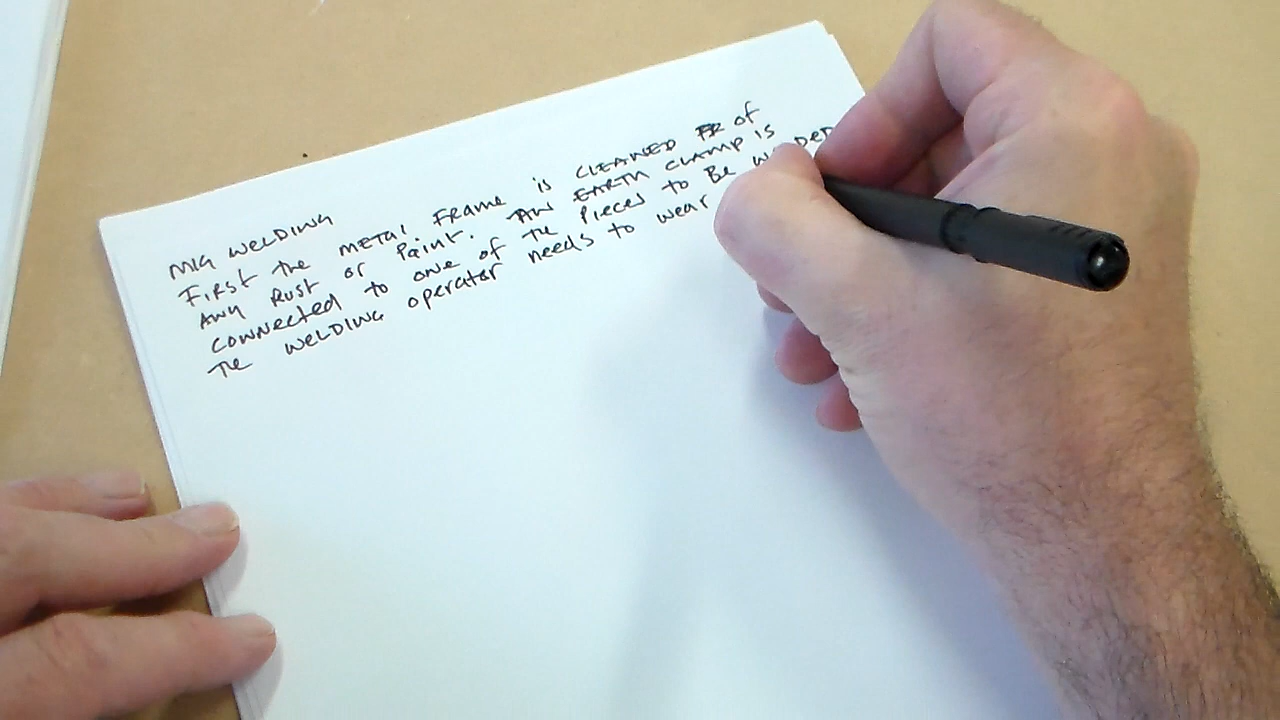 MIG WELDING
FIRST the METAL FRame is CLEANED of
ANY RUST or Paint. AN EARTH CLAMP is
CONNected to one of THE PIECES to BE
THE WELDING operator needs to wear